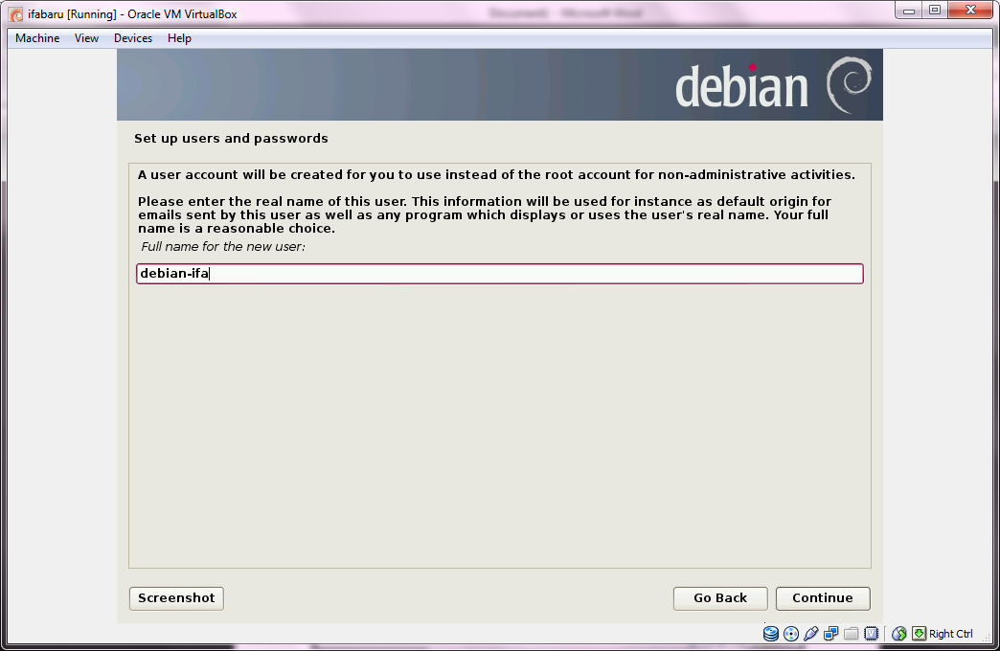 ifabaru [Running] - Oracle VM VirtualBox
Document1 - Microsoft Word
Machine View Devices Help
debian
Set up users and passwords
A user account will be created for you to use instead of the root account for non-administrative activities.
Please enter the real name of this user. This information will be used for instance as default origin for
emails sent by this user as well as any program which displays or uses the user's real name. Your full
name is a reasonable choice.
Full name for the new user:
debian-ifa
Screenshot
Go Back
Continue
Right Ctrl